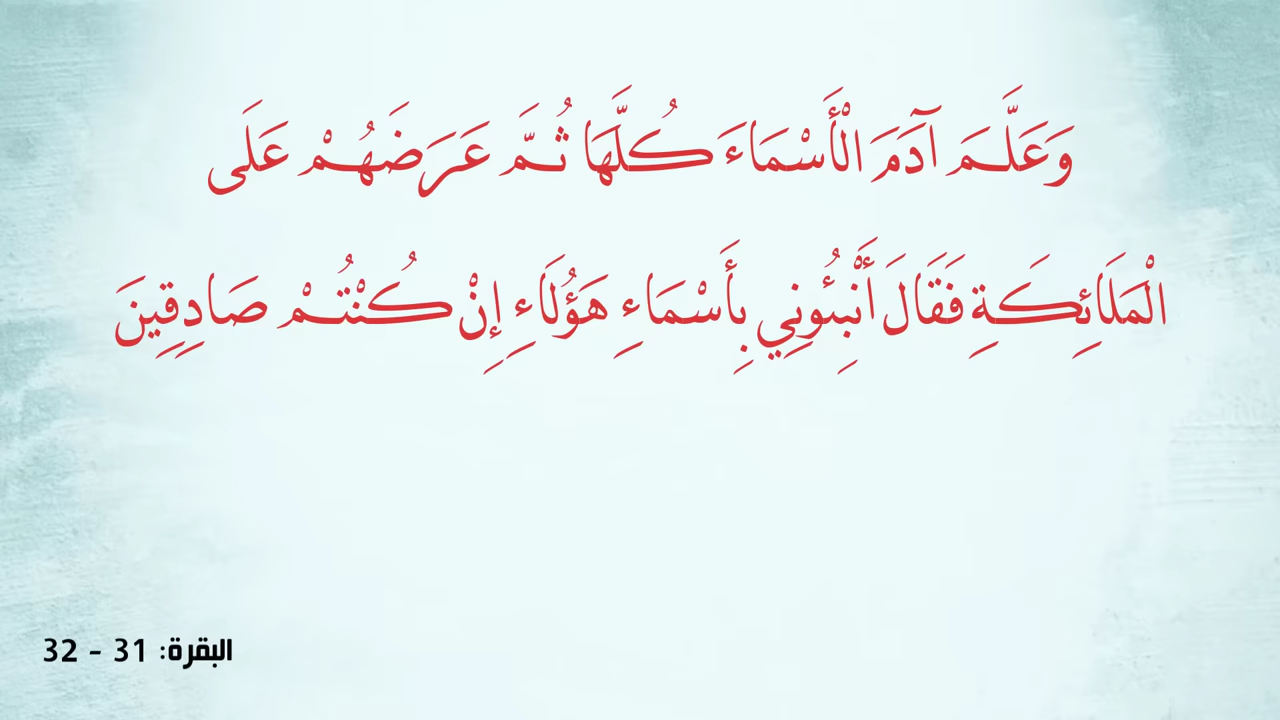 وَعَلَّمَ آدَمَ الْأَسْمَاءَ كُلَّهَا ثُمَّ عَرَضَهُمْ عَلَى
الْمَلَائِكَةِ فَقَالَ أَنْبِئُونِي بِأَسْمَاءِ هَؤُلَاءِ إِنْ كُنْتُمْ صَادِقِينَ
البقرة: 31 - 32